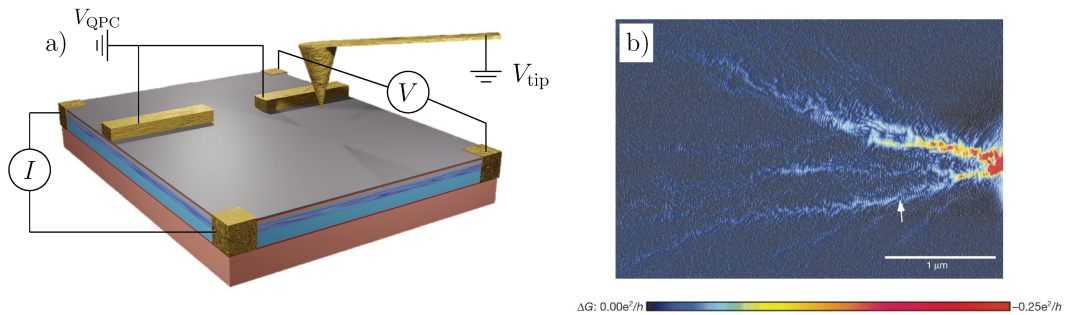 a)
V_QPC
V
V_tip
I
b)
1 μm
ΔG: 0.00e²/h
−0.25e²/h